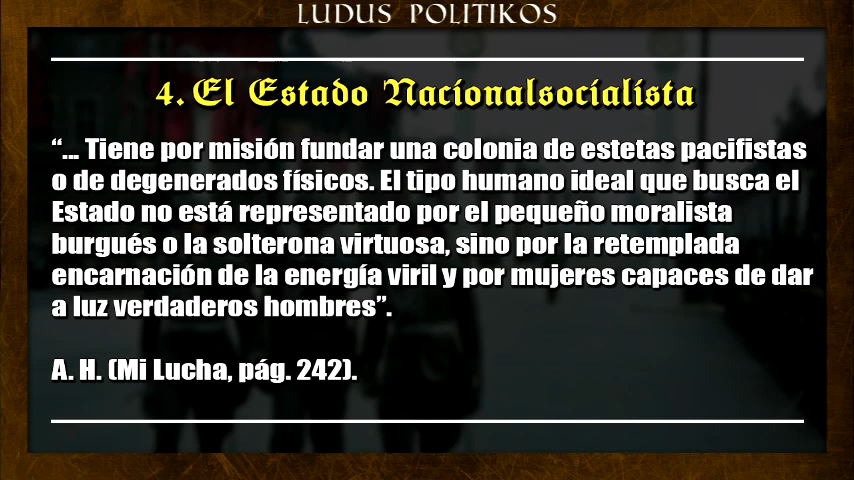 LUDUS POLITIKOS
4. El Estado Nacionalsocialista
“... Tiene por misión fundar una colonia de estetas pacifistas
o de degenerados físicos. El tipo humano ideal que busca el
Estado no está representado por el pequeño moralista
burgués o la solterona virtuosa, sino por la retemplada
encarnación de la energía viril y por mujeres capaces de dar
a luz verdaderos hombres”.
A. H. (Mi Lucha, pág. 242).